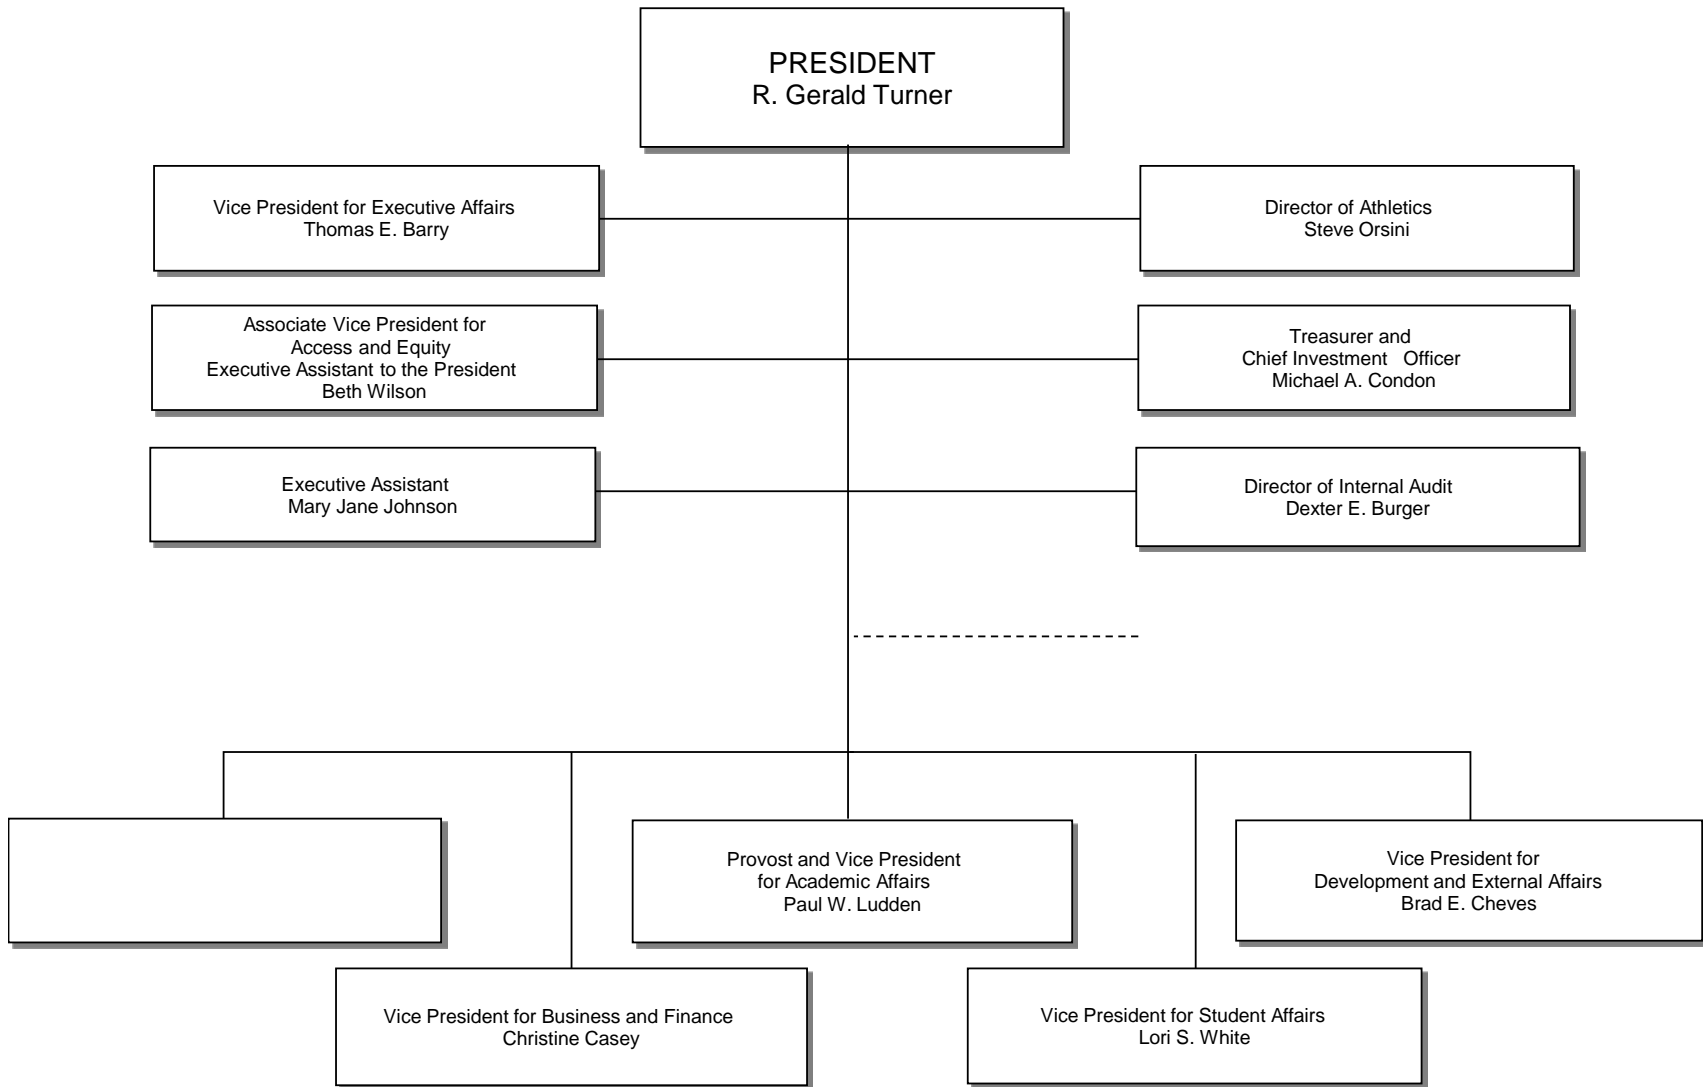 PRESIDENT
R. Gerald Turner
Vice President for Executive Affairs
Thomas E. Barry
Director of Athletics
Steve Orsini
Associate Vice President for
Access and Equity
Executive Assistant to the President
Beth Wilson
Treasurer and
Chief Investment Officer
Michael A. Condon
Executive Assistant
Mary Jane Johnson
Director of Internal Audit
Dexter E. Burger
Provost and Vice President
for Academic Affairs
Paul W. Ludden
Vice President for
Development and External Affairs
Brad E. Cheves
Vice President for Business and Finance
Christine Casey
Vice President for Student Affairs
Lori S. White